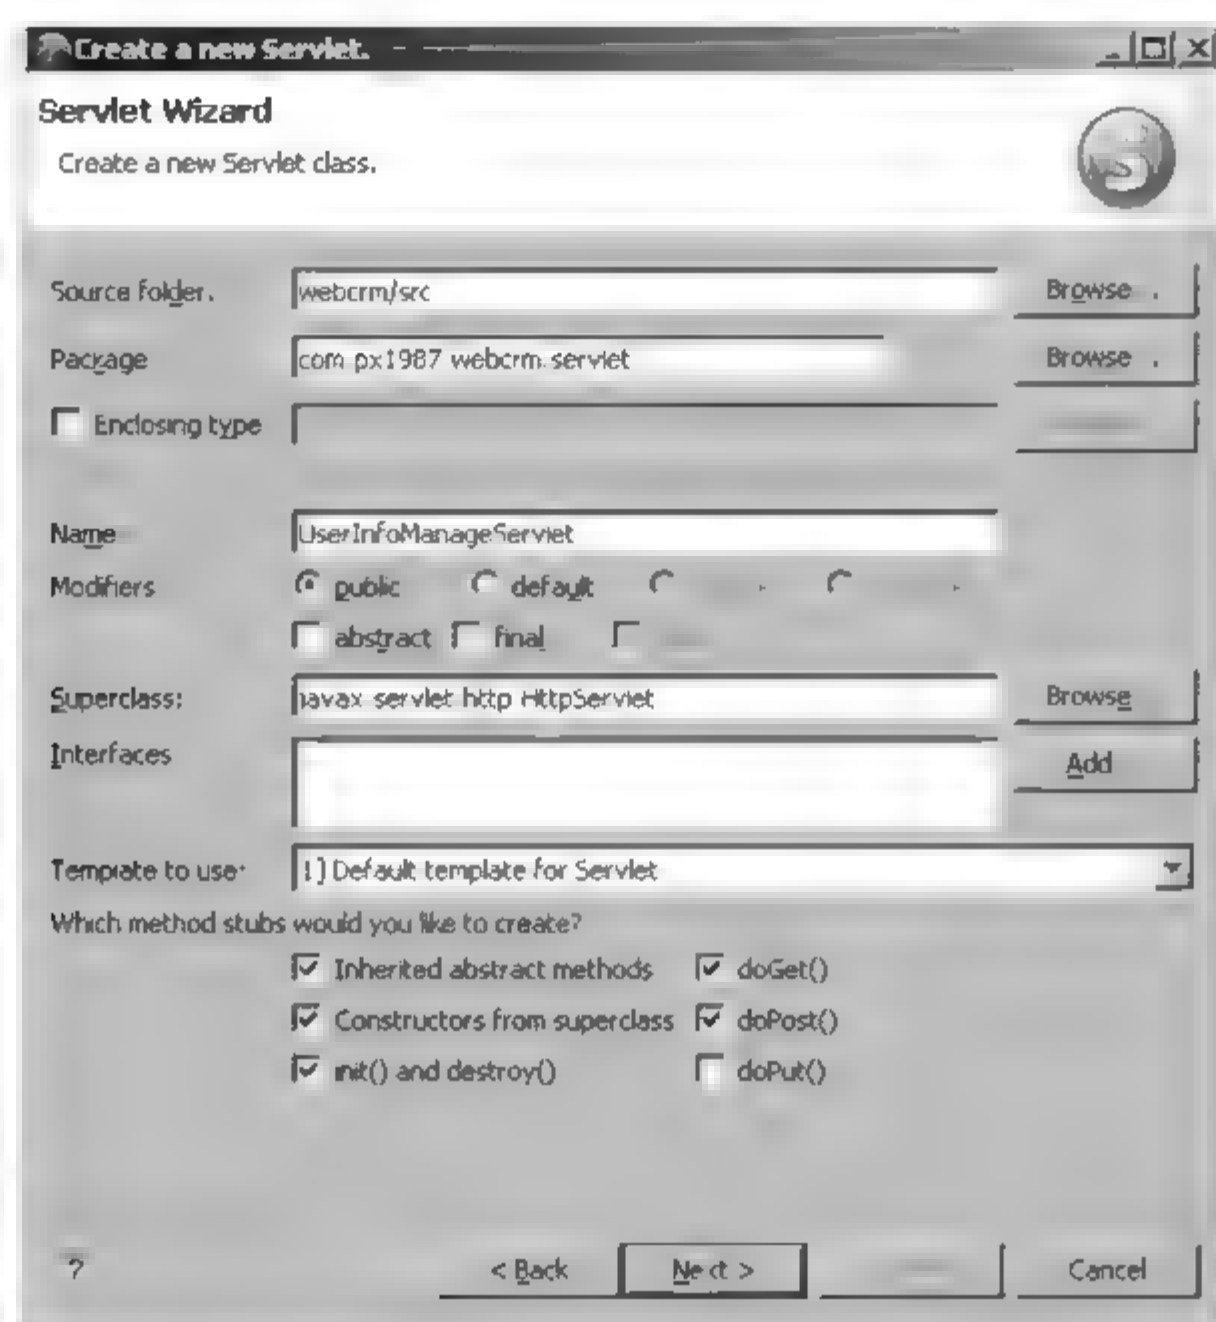 Create a new Servlet.
Servlet Wizard
Create a new Servlet class.
Source folder. webcrm/src Browse .
Package com px1987 webcrm.servlet Browse .
Enclosing type
Name UserInfoManageServlet
Modifiers public default
abstract final
Superclass: javax servlet http HttpServlet Browse
Interfaces Add
Template to use: 1] Default template for Servlet
Which method stubs would you like to create?
Inherited abstract methods doGet()
Constructors from superclass doPost()
init() and destroy() doPut()
? < Back Next > Cancel